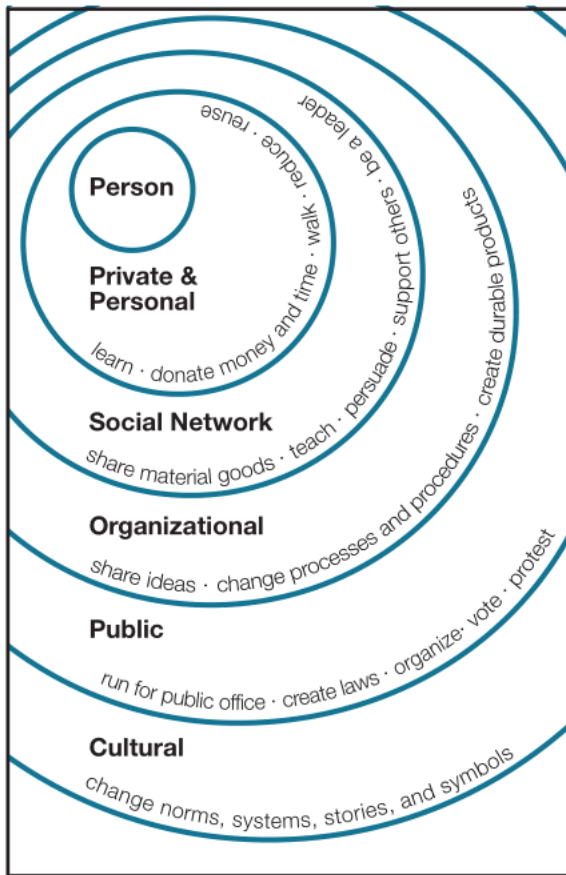 Person
Private &
Personal
learn · donate money and time · walk · reduce · reuse
Social Network
share material goods · teach · persuade · support others · be a leader
Organizational
share ideas · change processes and procedures · create durable products
Public
run for public office · create laws · organize· vote · protest
Cultural
change norms, systems, stories, and symbols